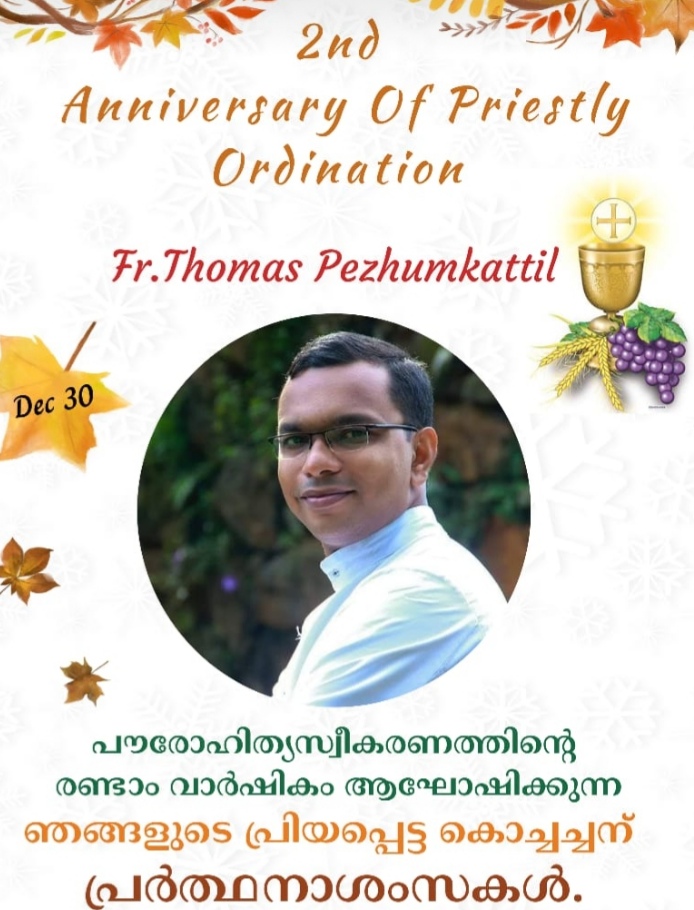 2nd
Anniversary Of Priestly
Ordination
Fr.Thomas Pezhumkattil
Dec 30
പൗരോഹിത്യസ്വീകരണത്തിന്റെ
രണ്ടാം വാർഷികം ആഘോഷിക്കുന്ന
ഞങ്ങളുടെ പ്രിയപ്പെട്ട കൊച്ചച്ചന്
പ്രർത്ഥനാശംസകൾ.